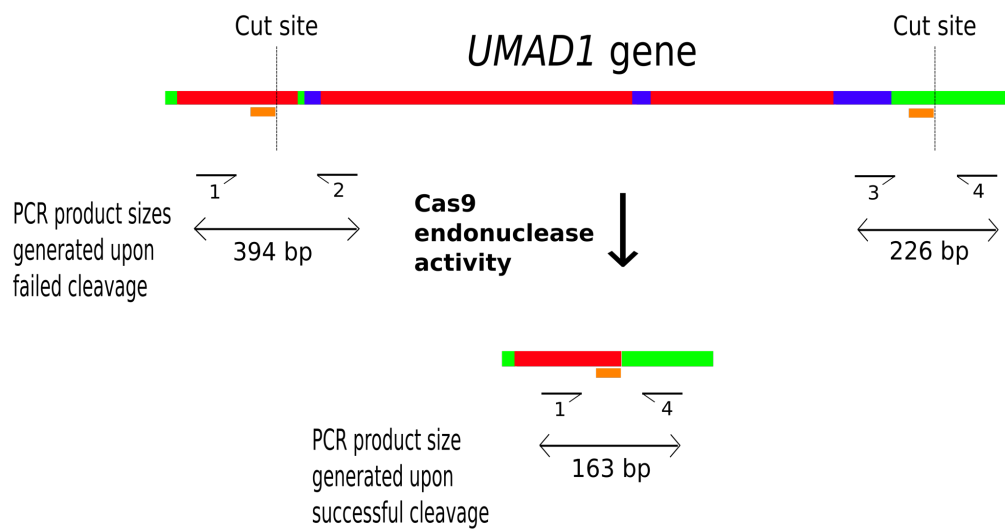 Cut site
UMAD1 gene
Cut site
1
2
3
4
PCR product sizes
generated upon
failed cleavage
394 bp
Cas9
endonuclease
activity
226 bp
1
4
PCR product size
generated upon
successful cleavage
163 bp